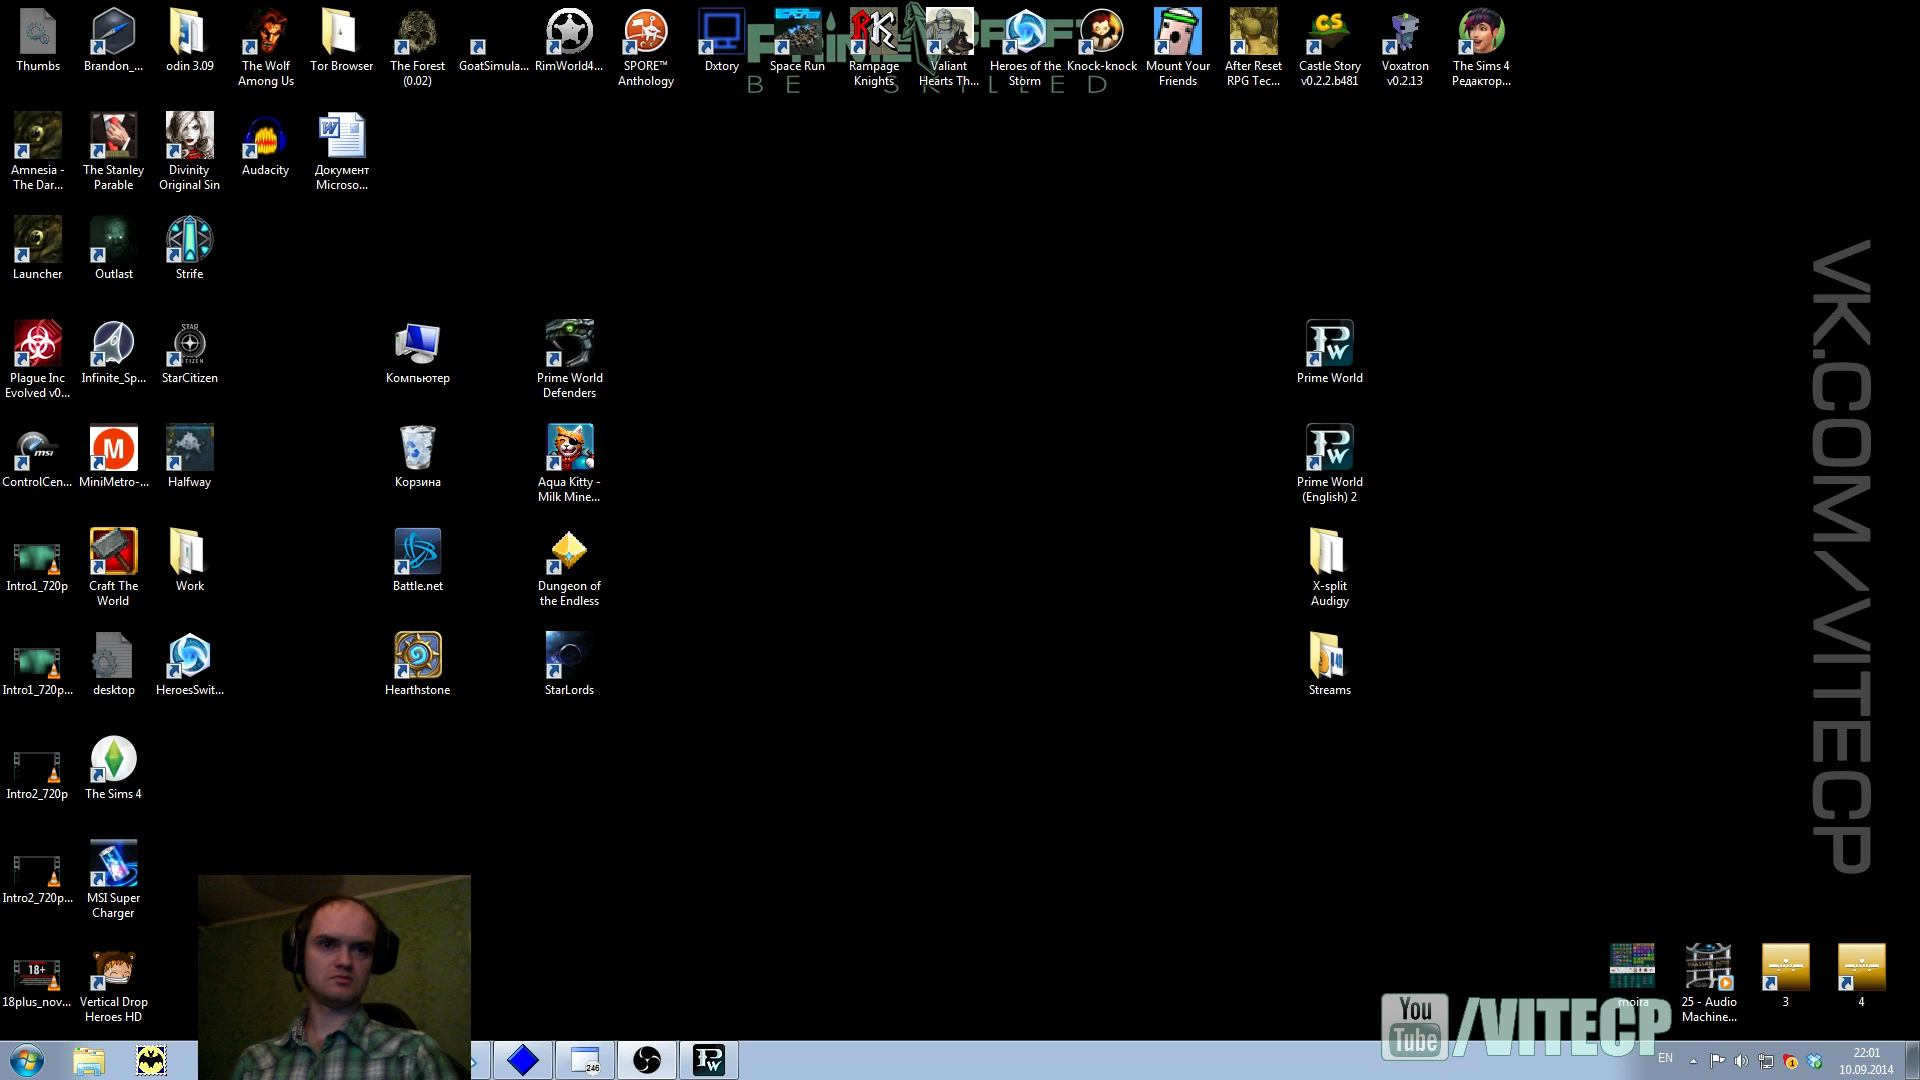 Thumbs
Brandon_...
odin 3.09
The Wolf
Among Us
Tor Browser
The Forest
(0.02)
GoatSimula...
RimWorld4...
SPORE™
Anthology
Dxtory
Space Run
Rampage
Knights
Valiant
Hearts Th...
Heroes of the
Storm
Knock-knock
Mount Your
Friends
After Reset
RPG Tec...
Castle Story
v0.2.2.b481
Voxatron
v0.2.13
The Sims 4
Редактор...
BE SKILLED
Amnesia -
The Dar...
The Stanley
Parable
Divinity
Original Sin
Audacity
Документ
Microso...
Launcher
Outlast
Strife
Plague Inc
Evolved v0...
Infinite_Sp...
StarCitizen
Компьютер
Prime World
Defenders
Prime World
ControlCen...
MiniMetro-...
Halfway
Корзина
Aqua Kitty -
Milk Mine...
Prime World
(English) 2
Intro1_720p
Craft The
World
Work
Battle.net
Dungeon of
the Endless
X-split
Audigy
Intro1_720p...
desktop
HeroesSwit...
Hearthstone
StarLords
Streams
Intro2_720p
The Sims 4
Intro2_720p...
MSI Super
Charger
18+
18plus_nov...
Vertical Drop
Heroes HD
VK.COM/VITECP
moira
25 - Audio
Machine...
3
4
You
Tube
/VITECP
246
EN
22:01
10.09.2014